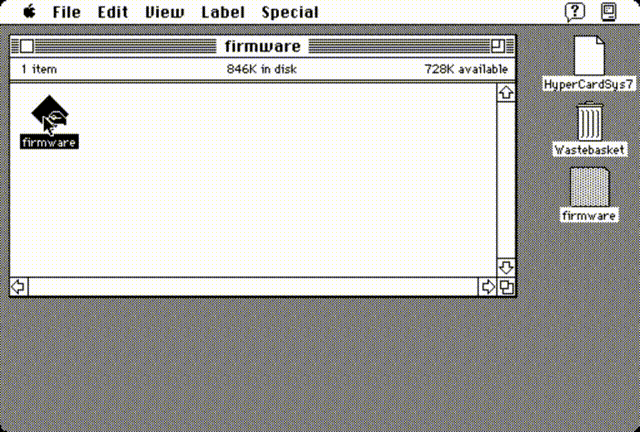 File Edit View Label Special
firmware
1 item 846K in disk 728K available
firmware
HyperCardSys7
Wastebasket
firmware